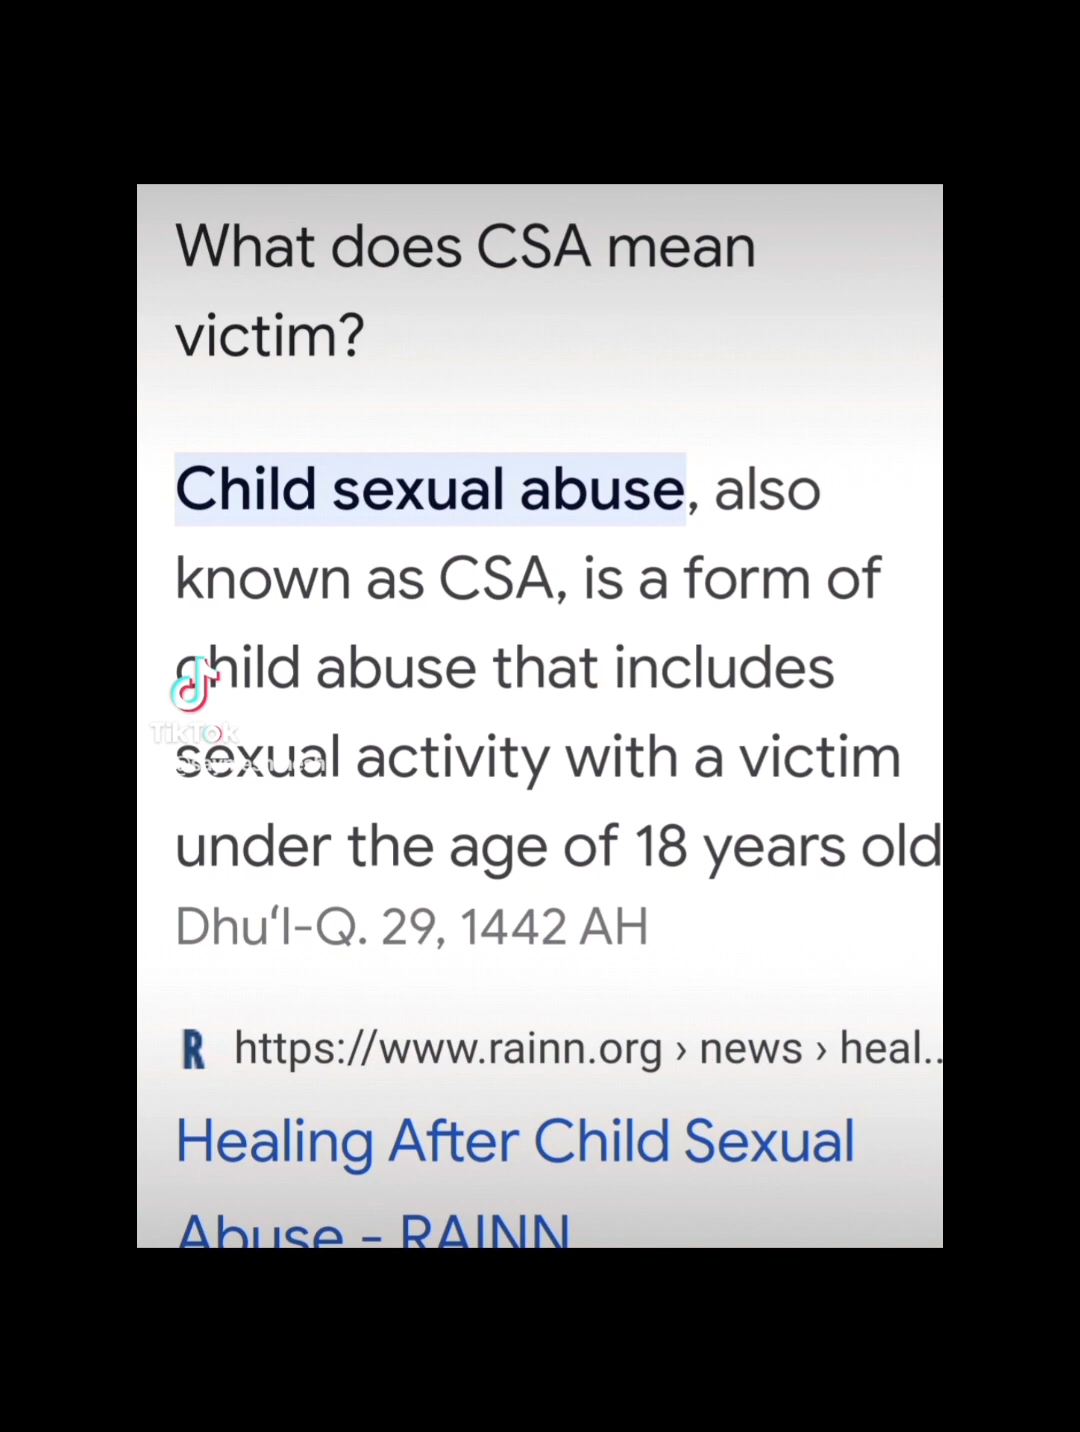 What does CSA mean
victim?
Child sexual abuse, also
known as CSA, is a form of
child abuse that includes
TikTok
sexual activity with a victim
under the age of 18 years old
Dhuʻl-Q. 29, 1442 AH
R https://www.rainn.org › news › heal..
Healing After Child Sexual
Abuse - RAINN